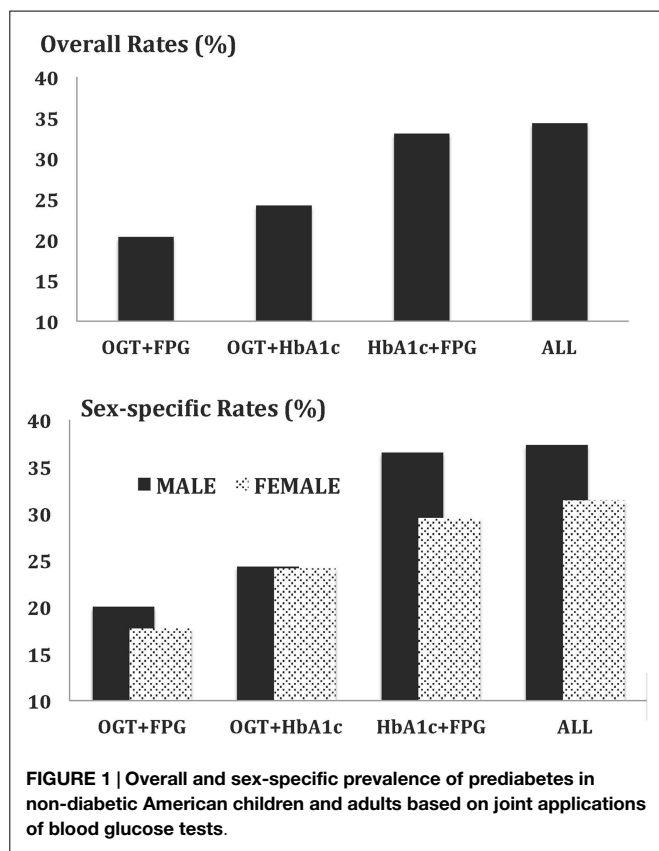 Overall Rates (%)
40
35
30
25
20
15
10
OGT+FPG OGT+HbA1c HbA1c+FPG ALL
Sex-specific Rates (%)
40
35
30
25
20
15
10
MALE FEMALE
OGT+FPG OGT+HbA1c HbA1c+FPG ALL
FIGURE 1 | Overall and sex-specific prevalence of prediabetes in
non-diabetic American children and adults based on joint applications
of blood glucose tests.